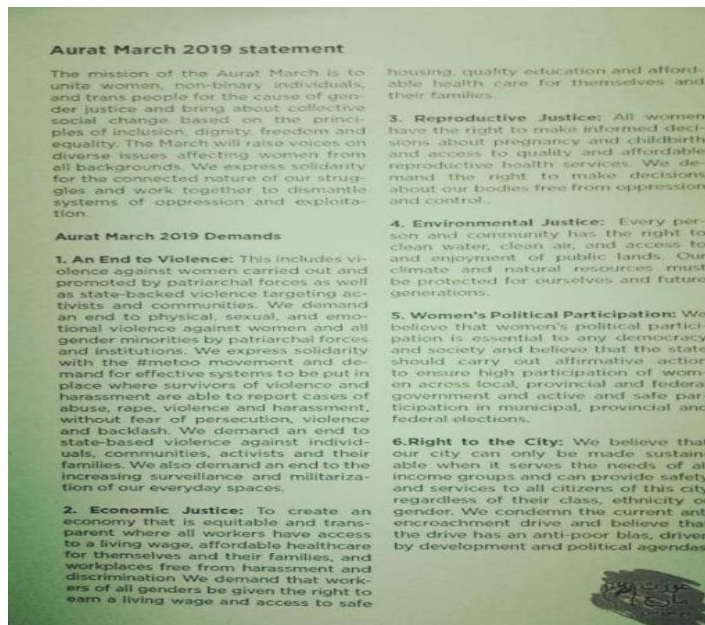 Aurat March 2019 statement
The mission of the Aurat March is to
unite women, non-binary individuals,
and trans people for the cause of gen-
der justice and bring about collective
social change based on the princi-
ples of inclusion, dignity, freedom and
equality. The March will raise voices on
diverse issues affecting women from
all backgrounds. We express solidarity
for the connected nature of our strug-
gles and work together to dismantle
systems of oppression and exploita-
tion.
Aurat March 2019 Demands
1. An End to Violence: This includes vi-
olence against women carried out and
promoted by patriarchal forces as well
as state-backed violence targeting ac-
tivists and communities. We demand
an end to physical, sexual, and emo-
tional violence against women and all
gender minorities by patriarchal forces
and institutions. We express solidarity
with the #metoo movement and de-
mand for effective systems to be put in
place where survivors of violence and
harassment are able to report cases of
abuse, rape, violence and harassment,
without fear of persecution, violence
and backlash. We demand an end to
state-based violence against individ-
uals, communities, activists and their
families. We also demand an end to the
increasing surveillance and militariza-
tion of our everyday spaces.
2. Economic Justice: To create an
economy that is equitable and trans-
parent where all workers have access
to a living wage, affordable healthcare
for themselves and their families, and
workplaces free from harassment and
discrimination We demand that work-
ers of all genders be given the right to
earn a living wage and access to safe
housing, quality education and afford-
able health care for themselves and
their families.
3. Reproductive Justice: All women
have the right to make informed deci-
sions about pregnancy and childbirth
and access to quality and affordable
reproductive health services. We de-
mand the right to make decisions
about our bodies free from oppression
and control..
4. Environmental Justice: Every per-
son and community has the right to
clean water, clean air, and access to
and enjoyment of public lands. Our
climate and natural resources must
be protected for ourselves and future
generations.
5. Women's Political Participation: We
believe that women's political partici-
pation is essential to any democracy
and society and believe that the state
should carry out affirmative action
to ensure high participation of wom-
en across local, provincial and federa
government and active and safe par-
ticipation in municipal, provincial and
federal elections.
6.Right to the City: We believe that
our city can only be made sustain
able when it serves the needs of al
income groups and can provide safety
and services to all citizens of this city
regardless of their class, ethnicity o
gender. We condemn the current ant
encroachment drive and believe tha
the drive has an anti-poor bias, driven
by development and political agendas
عورت
مارچ